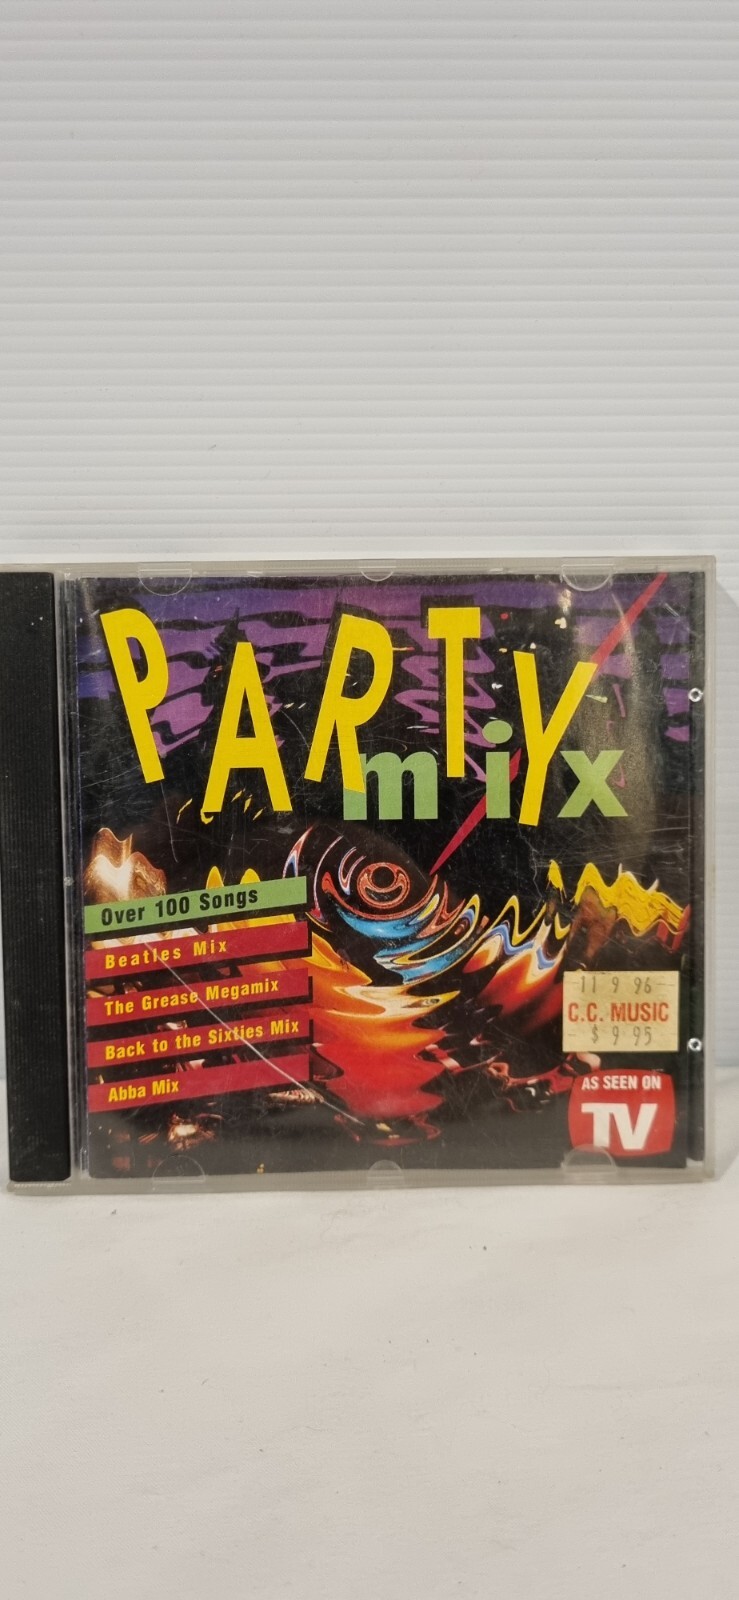 PARTY
mix
Over 100 Songs
Beatles Mix
The Grease Megamix
Back to the Sixties Mix
Abba Mix
11 9 96
C.C. MUSIC
$ 9.95
AS SEEN ON
TV